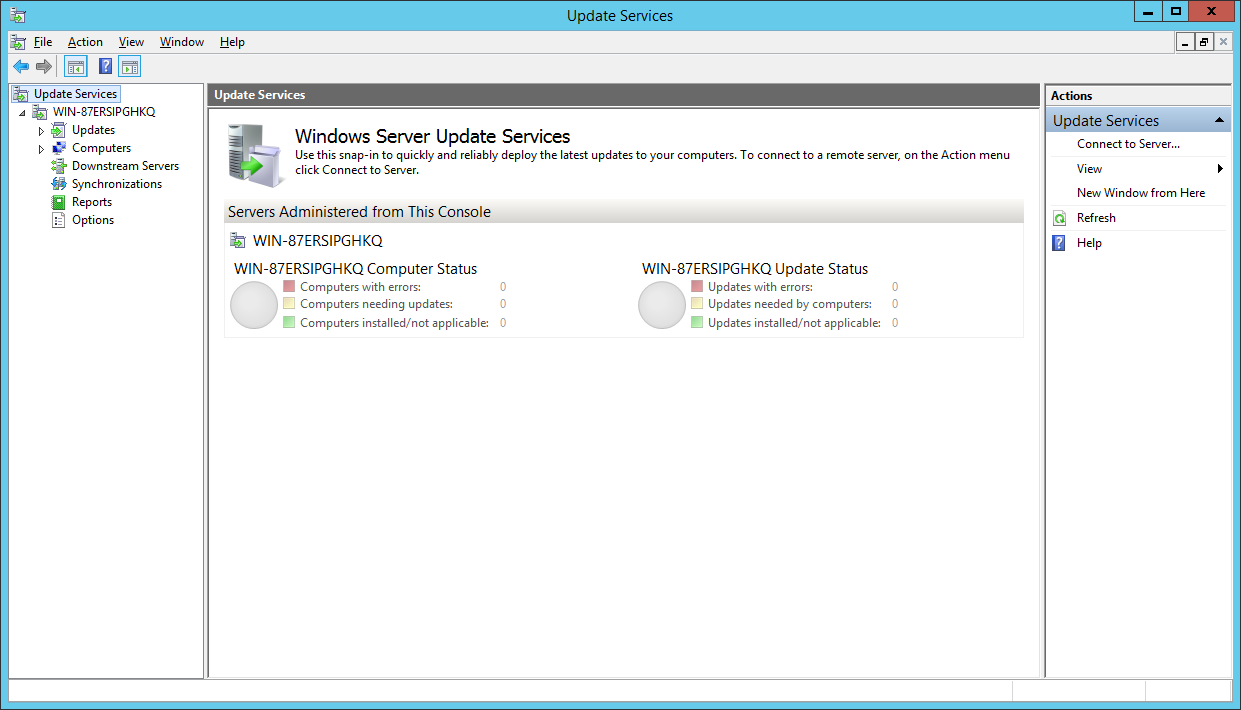 Update Services
File Action View Window Help
Update Services
WIN-87ERSIPGHKQ
Updates
Computers
Downstream Servers
Synchronizations
Reports
Options
Update Services
Windows Server Update Services
Use this snap-in to quickly and reliably deploy the latest updates to your computers. To connect to a remote server, on the Action menu
click Connect to Server.
Servers Administered from This Console
WIN-87ERSIPGHKQ
WIN-87ERSIPGHKQ Computer Status
Computers with errors: 0
Computers needing updates: 0
Computers installed/not applicable: 0
WIN-87ERSIPGHKQ Update Status
Updates with errors: 0
Updates needed by computers: 0
Updates installed/not applicable: 0
Actions
Update Services
Connect to Server...
View
New Window from Here
Refresh
Help